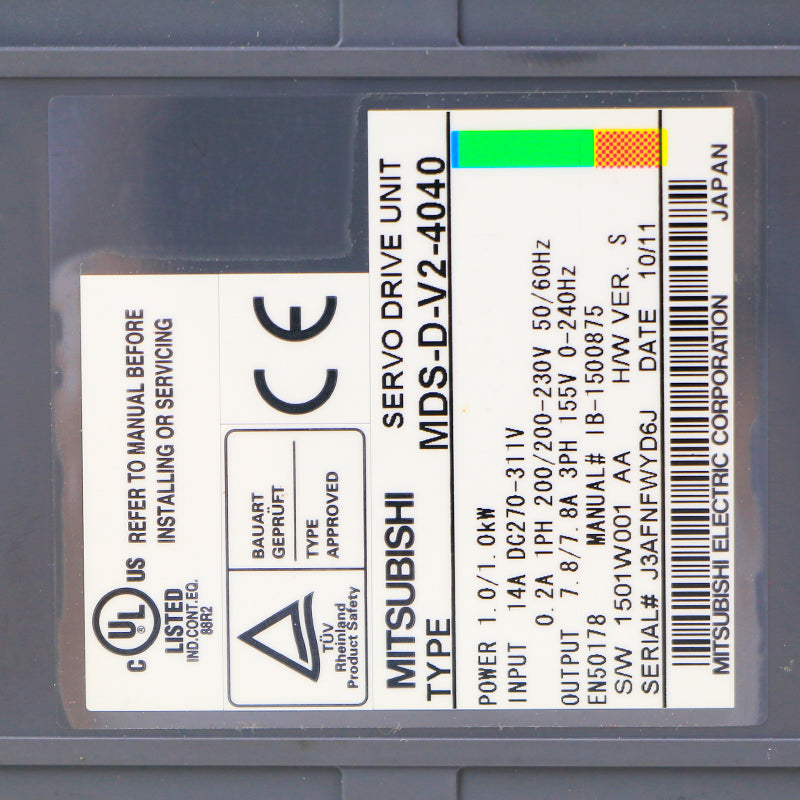 C UL US REFER TO MANUAL BEFORE
INSTALLING OR SERVICING
®
LISTED
IND.CONT.EQ.
88R2
TÜV
Rheinland
Product Safety
BAUART
GEPRÜFT
TYPE
APPROVED
CE
MITSUBISHI SERVO DRIVE UNIT
TYPE MDS-D-V2-4040
POWER 1.0/1.0kW
INPUT 14A DC270-311V
0.2A 1PH 200/200-230V 50/60Hz
OUTPUT 7.8/7.8A 3PH 155V 0-240Hz
EN50178 MANUAL# IB-1500875
S/W 1501W001 AA H/W VER. S
SERIAL# J3AFNFWYD6J DATE 10/11
MITSUBISHI ELECTRIC CORPORATION JAPAN